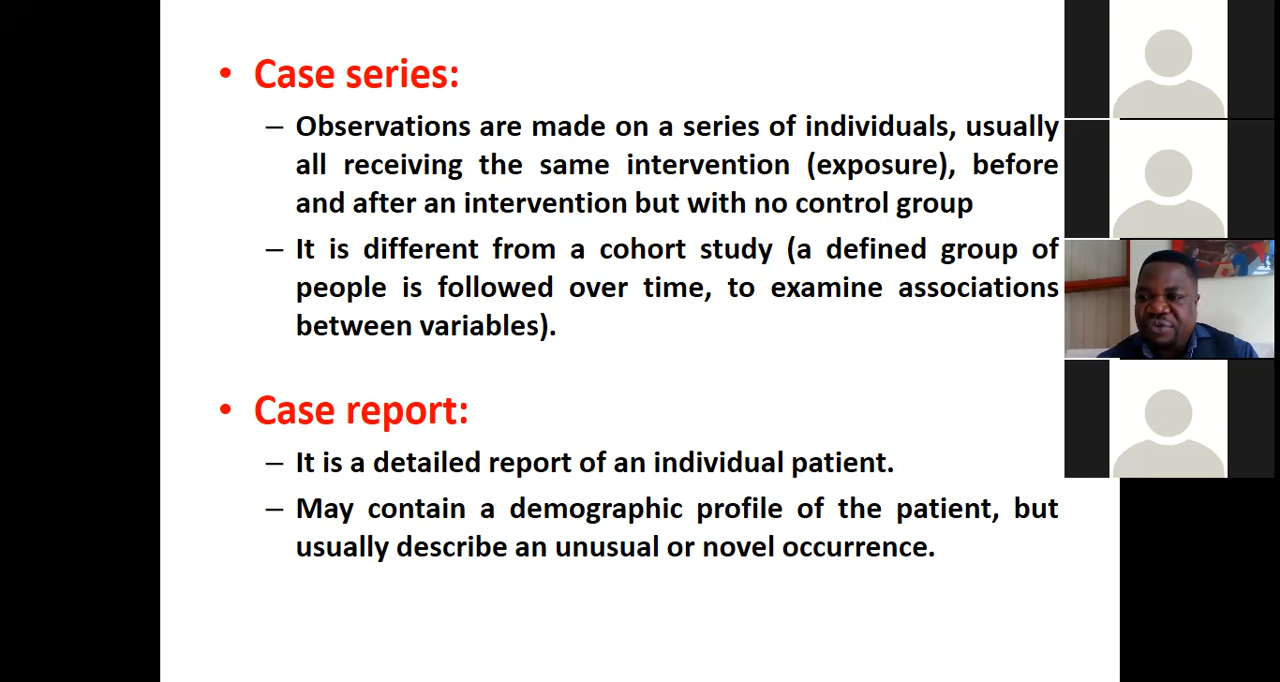 • Case series:
– Observations are made on a series of individuals, usually
all receiving the same intervention (exposure), before
and after an intervention but with no control group
– It is different from a cohort study (a defined group of
people is followed over time, to examine associations
between variables).
• Case report:
– It is a detailed report of an individual patient.
– May contain a demographic profile of the patient, but
usually describe an unusual or novel occurrence.